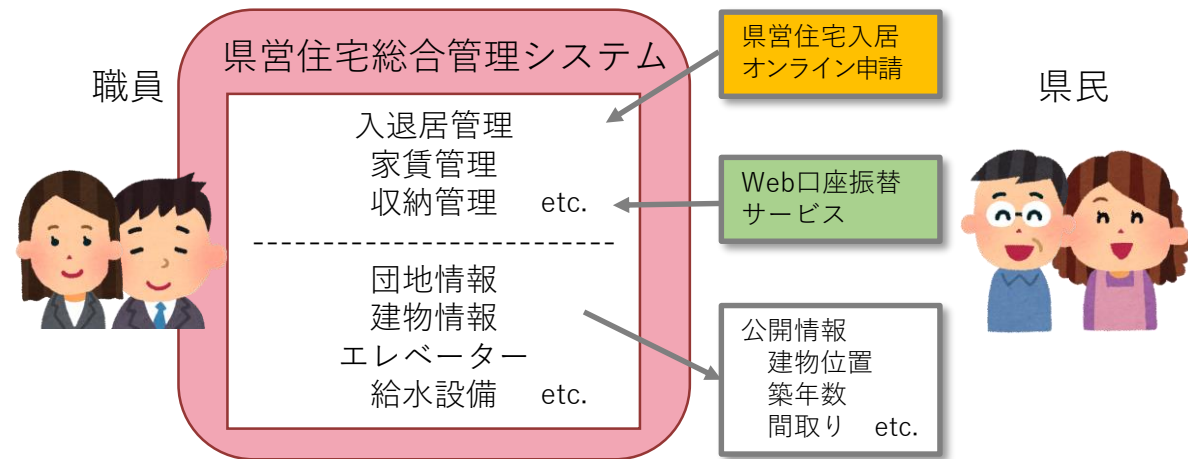 職員
県営住宅総合管理システム
入退居管理
家賃管理
収納管理 etc.
団地情報
建物情報
エレベーター
給水設備 etc.
県営住宅入居
オンライン申請
Web口座振替
サービス
公開情報
建物位置
築年数
間取り etc.
県民